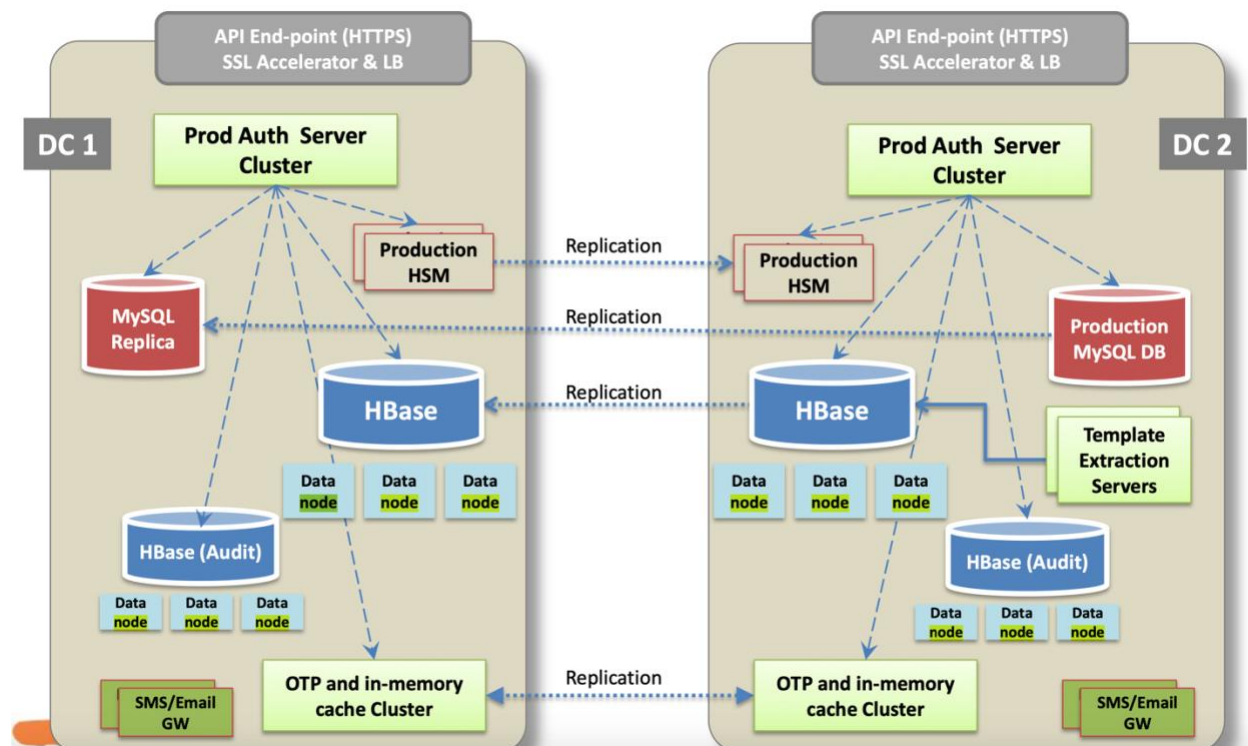 API End-point (HTTPS)
SSL Accelerator & LB
API End-point (HTTPS)
SSL Accelerator & LB
DC 1
Prod Auth Server
Cluster
Prod Auth Server
Cluster
DC 2
Production
HSM
Replication
Production
HSM
MySQL
Replica
Replication
Production
MySQL DB
HBase
Replication
HBase
Template
Extraction
Servers
Data
node
Data
node
Data
node
Data
node
Data
node
Data
node
HBase (Audit)
HBase (Audit)
Data
node
Data
node
Data
node
Data
node
Data
node
Data
node
SMS/Email
GW
OTP and in-memory
cache Cluster
Replication
OTP and in-memory
cache Cluster
SMS/Email
GW